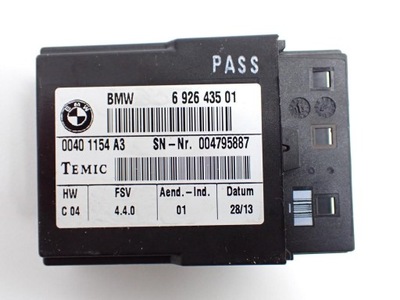 PASS
BMW 6 926 435 01
0040 1154 A3 SN-Nr. 004795887
TEMIC
HW FSV Aend.-Ind. Datum
C 04 4.4.0 01 28/13